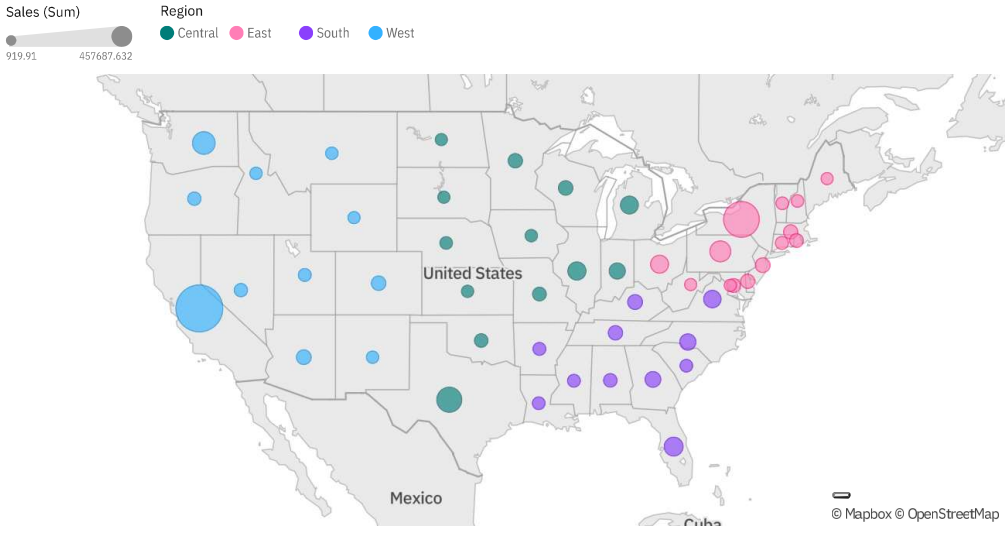 Sales (Sum)
919.91
457687.632
Region
Central
East
South
West
United States
Mexico
Cuba
© Mapbox © OpenStreetMap